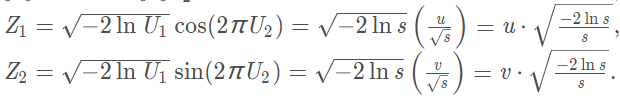 Z₁ = √(−2 ln U₁) cos(2πU₂) = √(−2 ln s) (u/√s) = u · √(−2 ln s / s),
Z₂ = √(−2 ln U₁) sin(2πU₂) = √(−2 ln s) (v/√s) = v · √(−2 ln s / s).